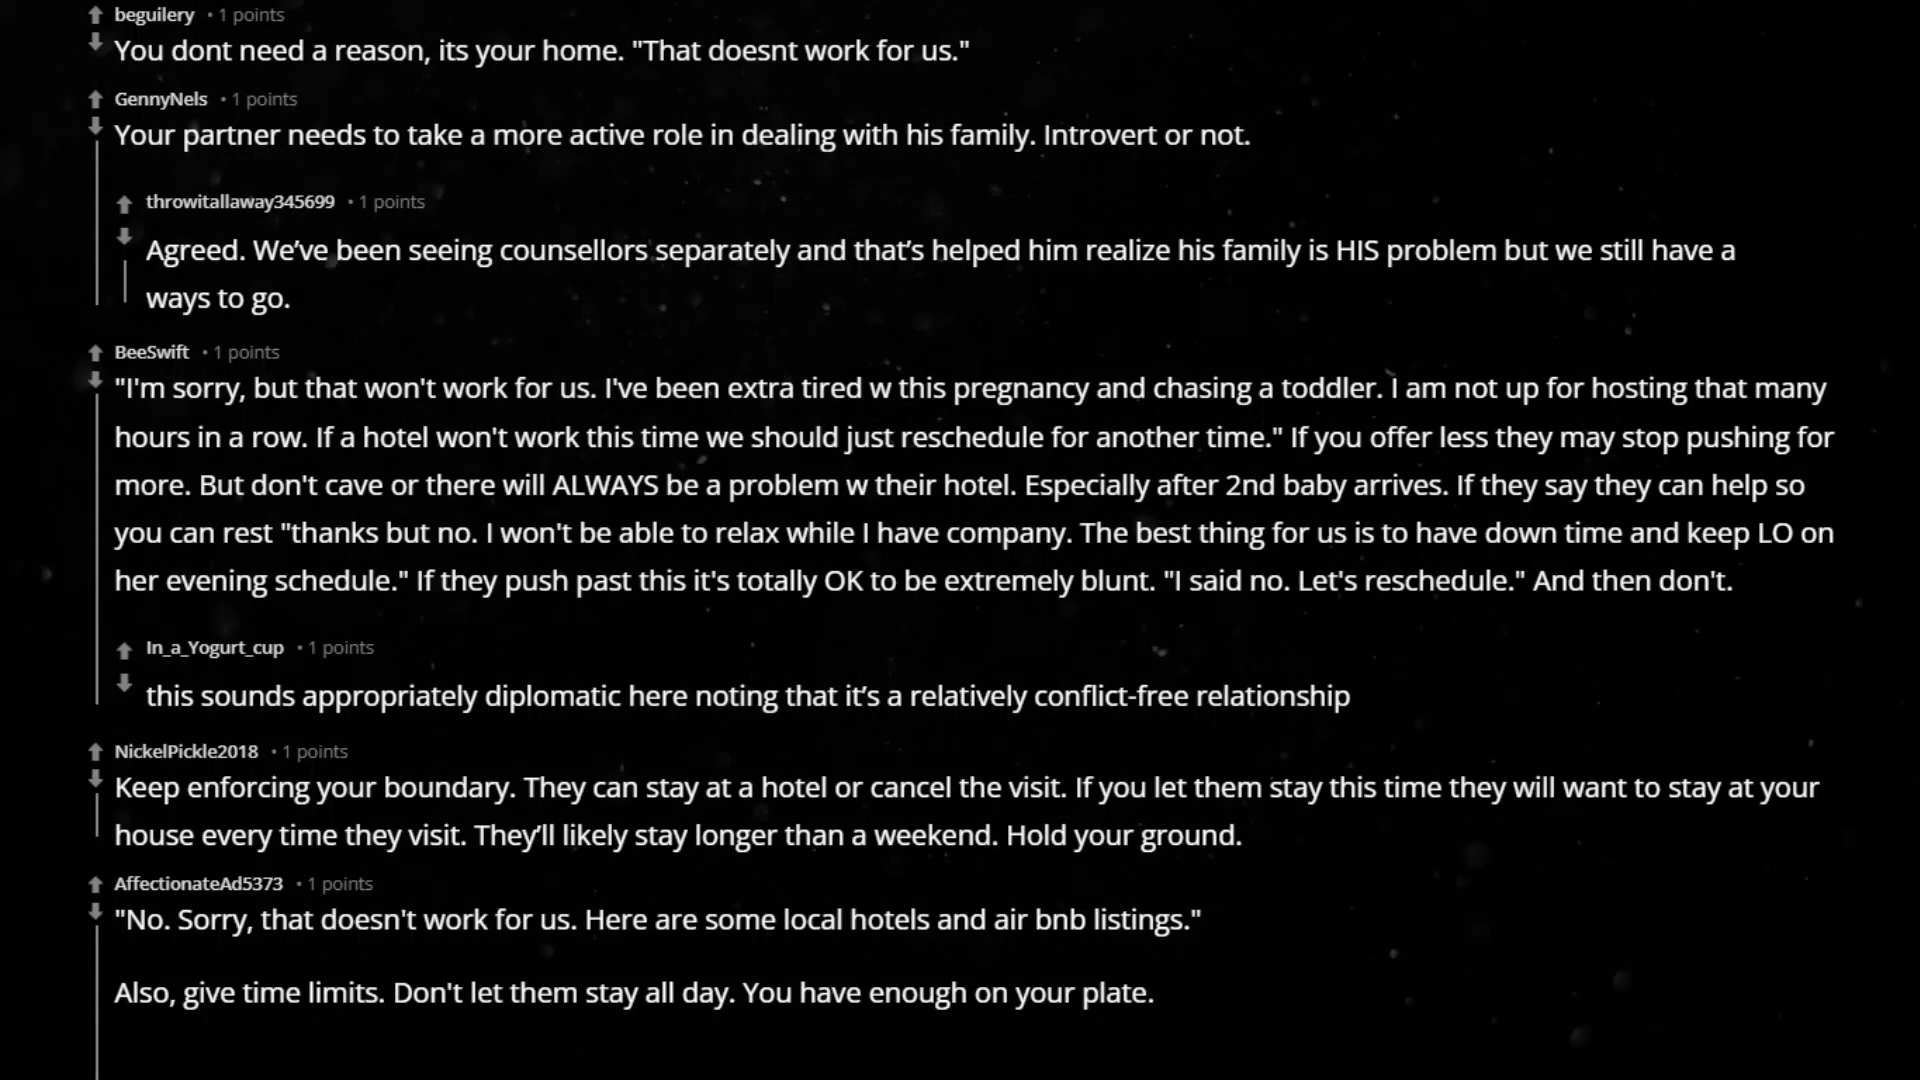 beguilery • 1 points
You dont need a reason, its your home. "That doesnt work for us."
GennyNels • 1 points
Your partner needs to take a more active role in dealing with his family. Introvert or not.
throwitallaway345699 • 1 points
Agreed. We’ve been seeing counsellors separately and that’s helped him realize his family is HIS problem but we still have a
ways to go.
BeeSwift • 1 points
"I'm sorry, but that won't work for us. I've been extra tired w this pregnancy and chasing a toddler. I am not up for hosting that many
hours in a row. If a hotel won't work this time we should just reschedule for another time." If you offer less they may stop pushing for
more. But don't cave or there will ALWAYS be a problem w their hotel. Especially after 2nd baby arrives. If they say they can help so
you can rest "thanks but no. I won't be able to relax while I have company. The best thing for us is to have down time and keep LO on
her evening schedule." If they push past this it's totally OK to be extremely blunt. "I said no. Let's reschedule." And then don't.
In_a_Yogurt_cup • 1 points
this sounds appropriately diplomatic here noting that it’s a relatively conflict-free relationship
NickelPickle2018 • 1 points
Keep enforcing your boundary. They can stay at a hotel or cancel the visit. If you let them stay this time they will want to stay at your
house every time they visit. They’ll likely stay longer than a weekend. Hold your ground.
AffectionateAd5373 • 1 points
"No. Sorry, that doesn't work for us. Here are some local hotels and air bnb listings."
Also, give time limits. Don't let them stay all day. You have enough on your plate.